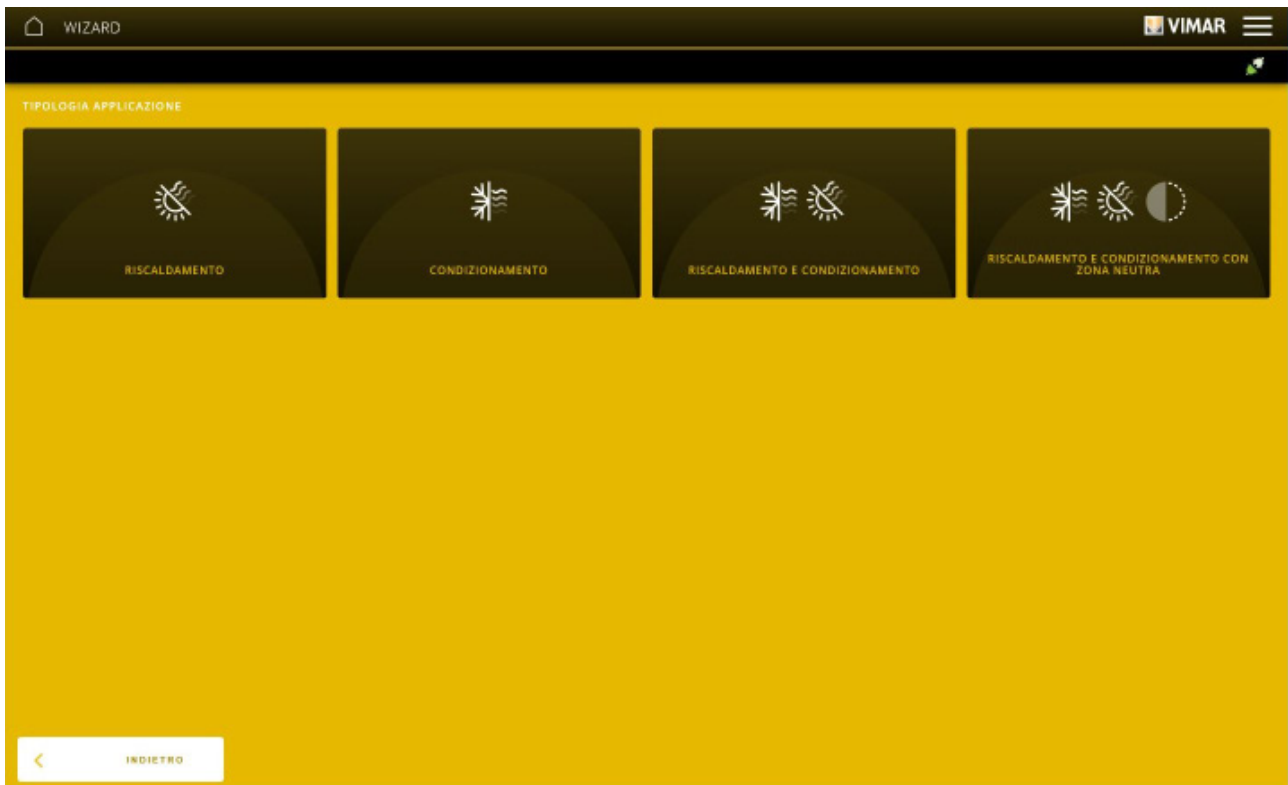 WIZARD
VIMAR
TIPOLOGIA APPLICAZIONE
RISCALDAMENTO
CONDIZIONAMENTO
RISCALDAMENTO E CONDIZIONAMENTO
RISCALDAMENTO E CONDIZIONAMENTO CON
ZONA NEUTRA
INDIETRO